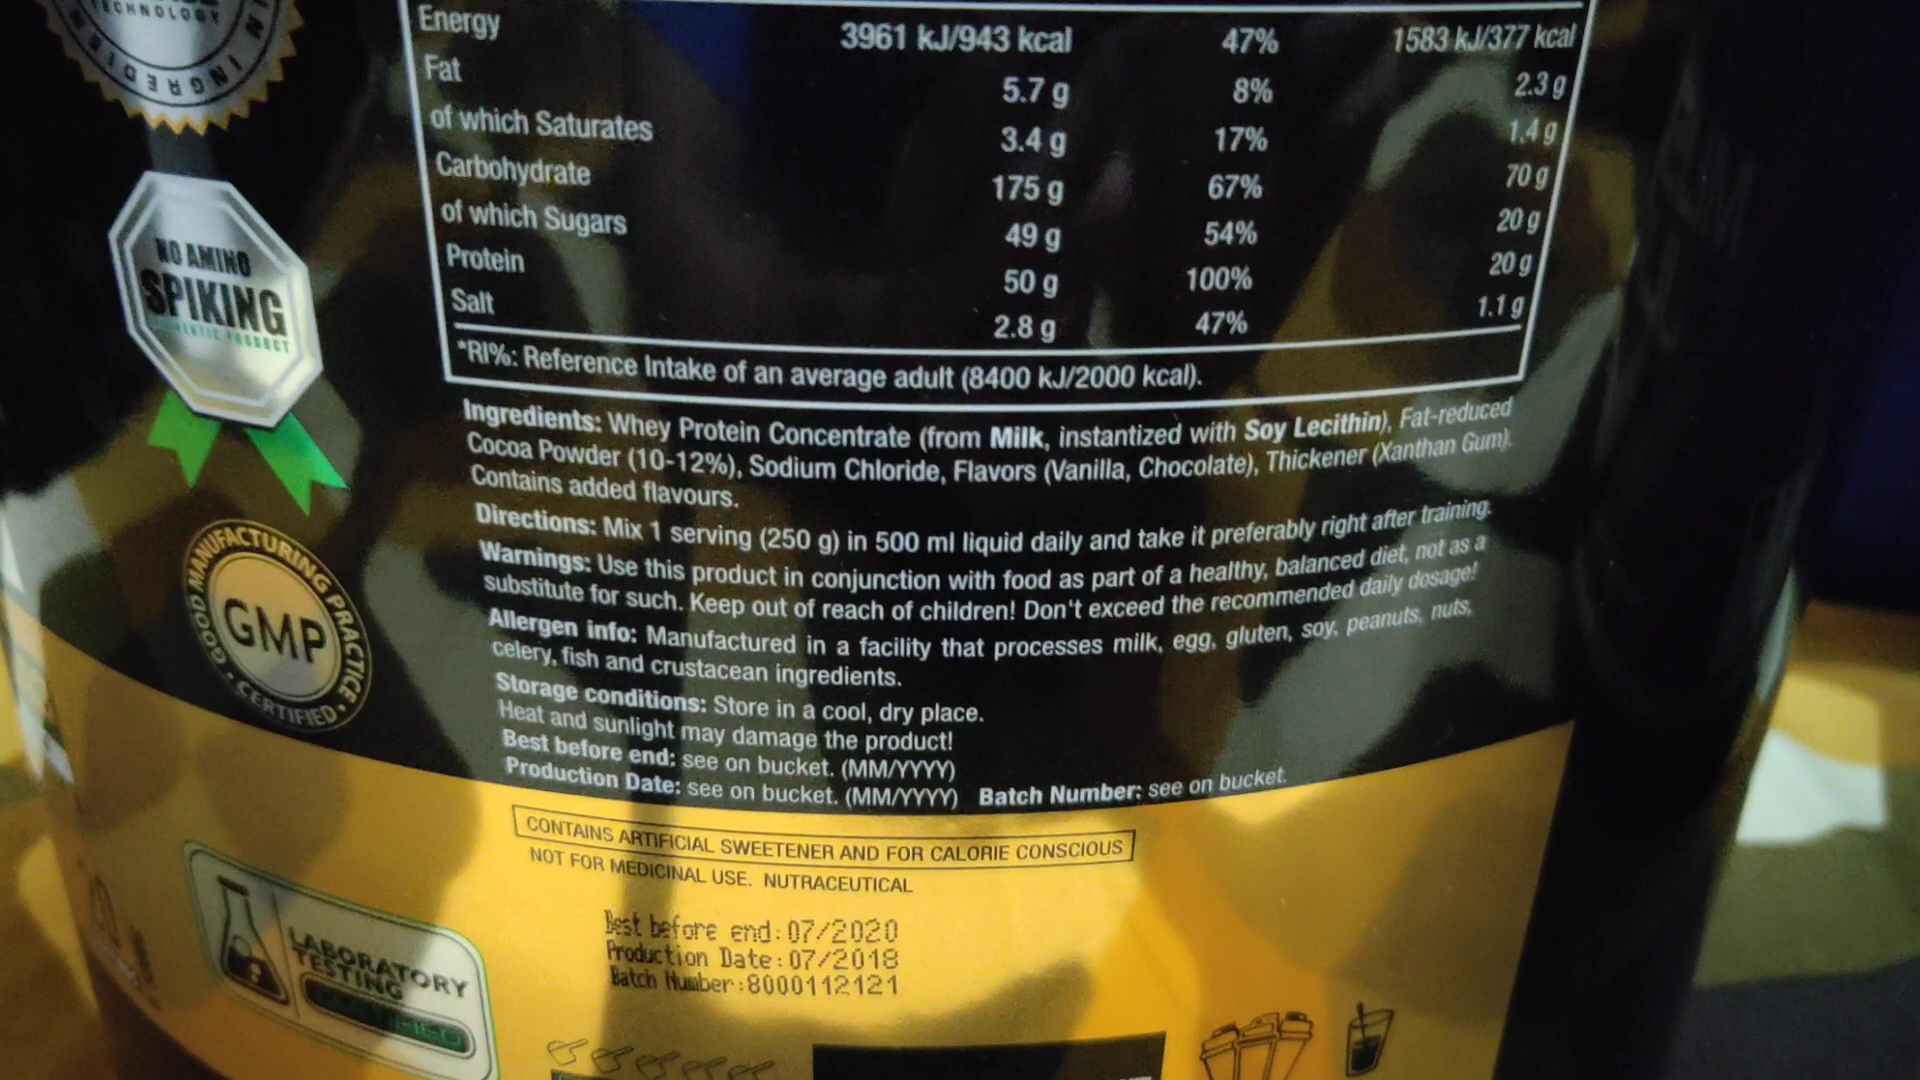 TECHNOLOGY
Energy 3961 kJ/943 kcal 47% 1583 kJ/377 kcal
Fat 5.7 g 8% 2.3 g
of which Saturates 3.4 g 17% 1.4 g
Carbohydrate 175 g 67% 70 g
of which Sugars 49 g 54% 20 g
Protein 50 g 100% 20 g
Salt 2.8 g 47% 1.1 g
*RI%: Reference Intake of an average adult (8400 kJ/2000 kcal).
NO AMINO
SPIKING
Ingredients: Whey Protein Concentrate (from Milk, instantized with Soy Lecithin), Fat-reduced
Cocoa Powder (10-12%), Sodium Chloride, Flavors (Vanilla, Chocolate), Thickener (Xanthan Gum).
Contains added flavours.
Directions: Mix 1 serving (250 g) in 500 ml liquid daily and take it preferably right after training.
Warnings: Use this product in conjunction with food as part of a healthy, balanced diet, not as a
substitute for such. Keep out of reach of children! Don't exceed the recommended daily dosage!
Allergen info: Manufactured in a facility that processes milk, egg, gluten, soy, peanuts, nuts,
celery, fish and crustacean ingredients.
Storage conditions: Store in a cool, dry place.
Heat and sunlight may damage the product!
Best before end: see on bucket. (MM/YYYY)
Production Date: see on bucket. (MM/YYYY) Batch Number: see on bucket.
GOOD MANUFACTURING PRACTICE
GMP
CERTIFIED
CONTAINS ARTIFICIAL SWEETENER AND FOR CALORIE CONSCIOUS
NOT FOR MEDICINAL USE. NUTRACEUTICAL
Best before end: 07/2020
Production Date: 07/2018
Batch Number: 8000112121
LABORATORY
TESTING